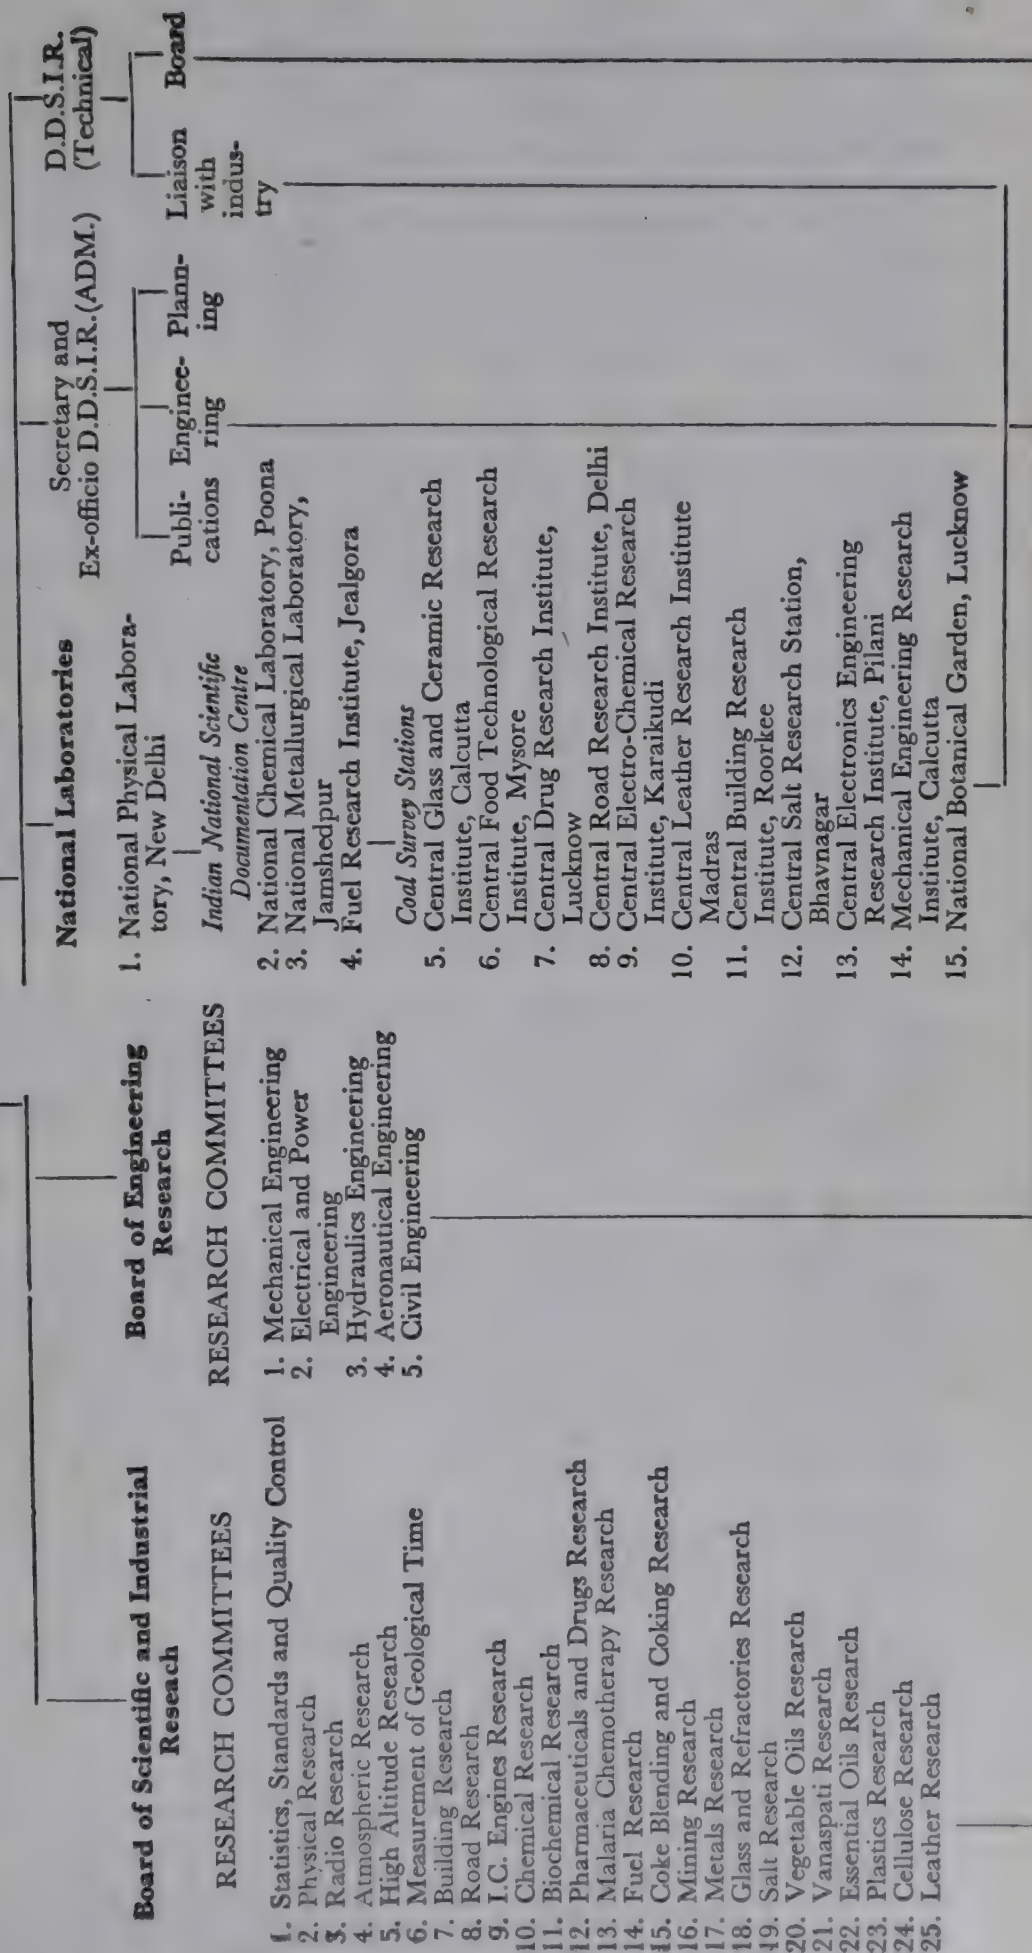 Board of Scientific and Industrial
Reseach
RESEARCH COMMITTEES
1. Statistics, Standards and Quality Control
2. Physical Research
3. Radio Research
4. Atmospheric Research
5. High Altitude Research
6. Measurement of Geological Time
7. Building Research
8. Road Research
9. I.C. Engines Research
10. Chemical Research
11. Biochemical Research
12. Pharmaceuticals and Drugs Research
13. Malaria Chemotherapy Research
14. Fuel Research
15. Coke Blending and Coking Research
16. Mining Research
17. Metals Research
18. Glass and Refractories Research
19. Salt Research
20. Vegetable Oils Research
21. Vanaspati Research
22. Essential Oils Research
23. Plastics Research
24. Cellulose Research
25. Leather Research
Board of Engineering
Research
RESEARCH COMMITTEES
1. Mechanical Engineering
2. Electrical and Power
Engineering
3. Hydraulics Engineering
4. Aeronautical Engineering
5. Civil Engineering
National Laboratories
1. National Physical Labora-
tory, New Delhi
Indian National Scientific
Documentation Centre
2. National Chemical Laboratory, Poona
3. National Metallurgical Laboratory,
Jamshedpur
4. Fuel Research Institute, Jealgora
Coal Survey Stations
5. Central Glass and Ceramic Research
Institute, Calcutta
6. Central Food Technological Research
Institute, Mysore
7. Central Drug Research Institute,
Lucknow
8. Central Road Research Institute, Delhi
9. Central Electro-Chemical Research
Institute, Karaikudi
10. Central Leather Research Institute
Madras
11. Central Building Research
Institute, Roorkee
12. Central Salt Research Station,
Bhavnagar
13. Central Electronics Engineering
Research Institute, Pilani
14. Mechanical Engineering Research
Institute, Calcutta
15. National Botanical Garden, Lucknow
Secretary and
Ex-officio D.D.S.I.R.(ADM.)
Publi-
cations
Enginee-
ring
Plann-
ing
D.D.S.I.R.
(Technical)
Liaison
with
indus-
try
Board